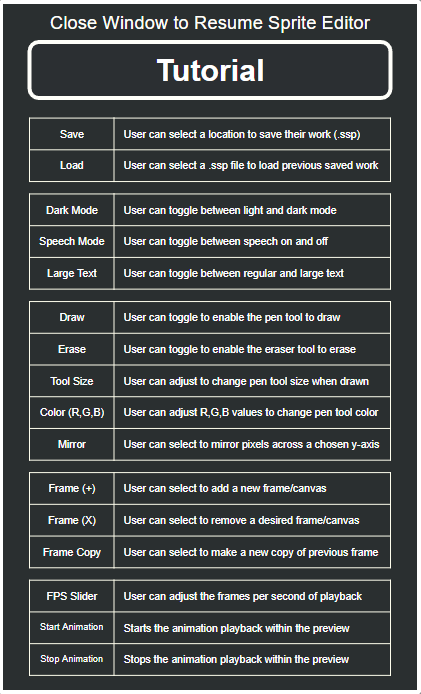 Close Window to Resume Sprite Editor
Tutorial
Save User can select a location to save their work (.ssp)
Load User can select a .ssp file to load previous saved work
Dark Mode User can toggle between light and dark mode
Speech Mode User can toggle between speech on and off
Large Text User can toggle between regular and large text
Draw User can toggle to enable the pen tool to draw
Erase User can toggle to enable the eraser tool to erase
Tool Size User can adjust to change pen tool size when drawn
Color (R,G,B) User can adjust R,G,B values to change pen tool color
Mirror User can select to mirror pixels across a chosen y-axis
Frame (+) User can select to add a new frame/canvas
Frame (X) User can select to remove a desired frame/canvas
Frame Copy User can select to make a new copy of previous frame
FPS Slider User can adjust the frames per second of playback
Start Animation Starts the animation playback within the preview
Stop Animation Stops the animation playback within the preview